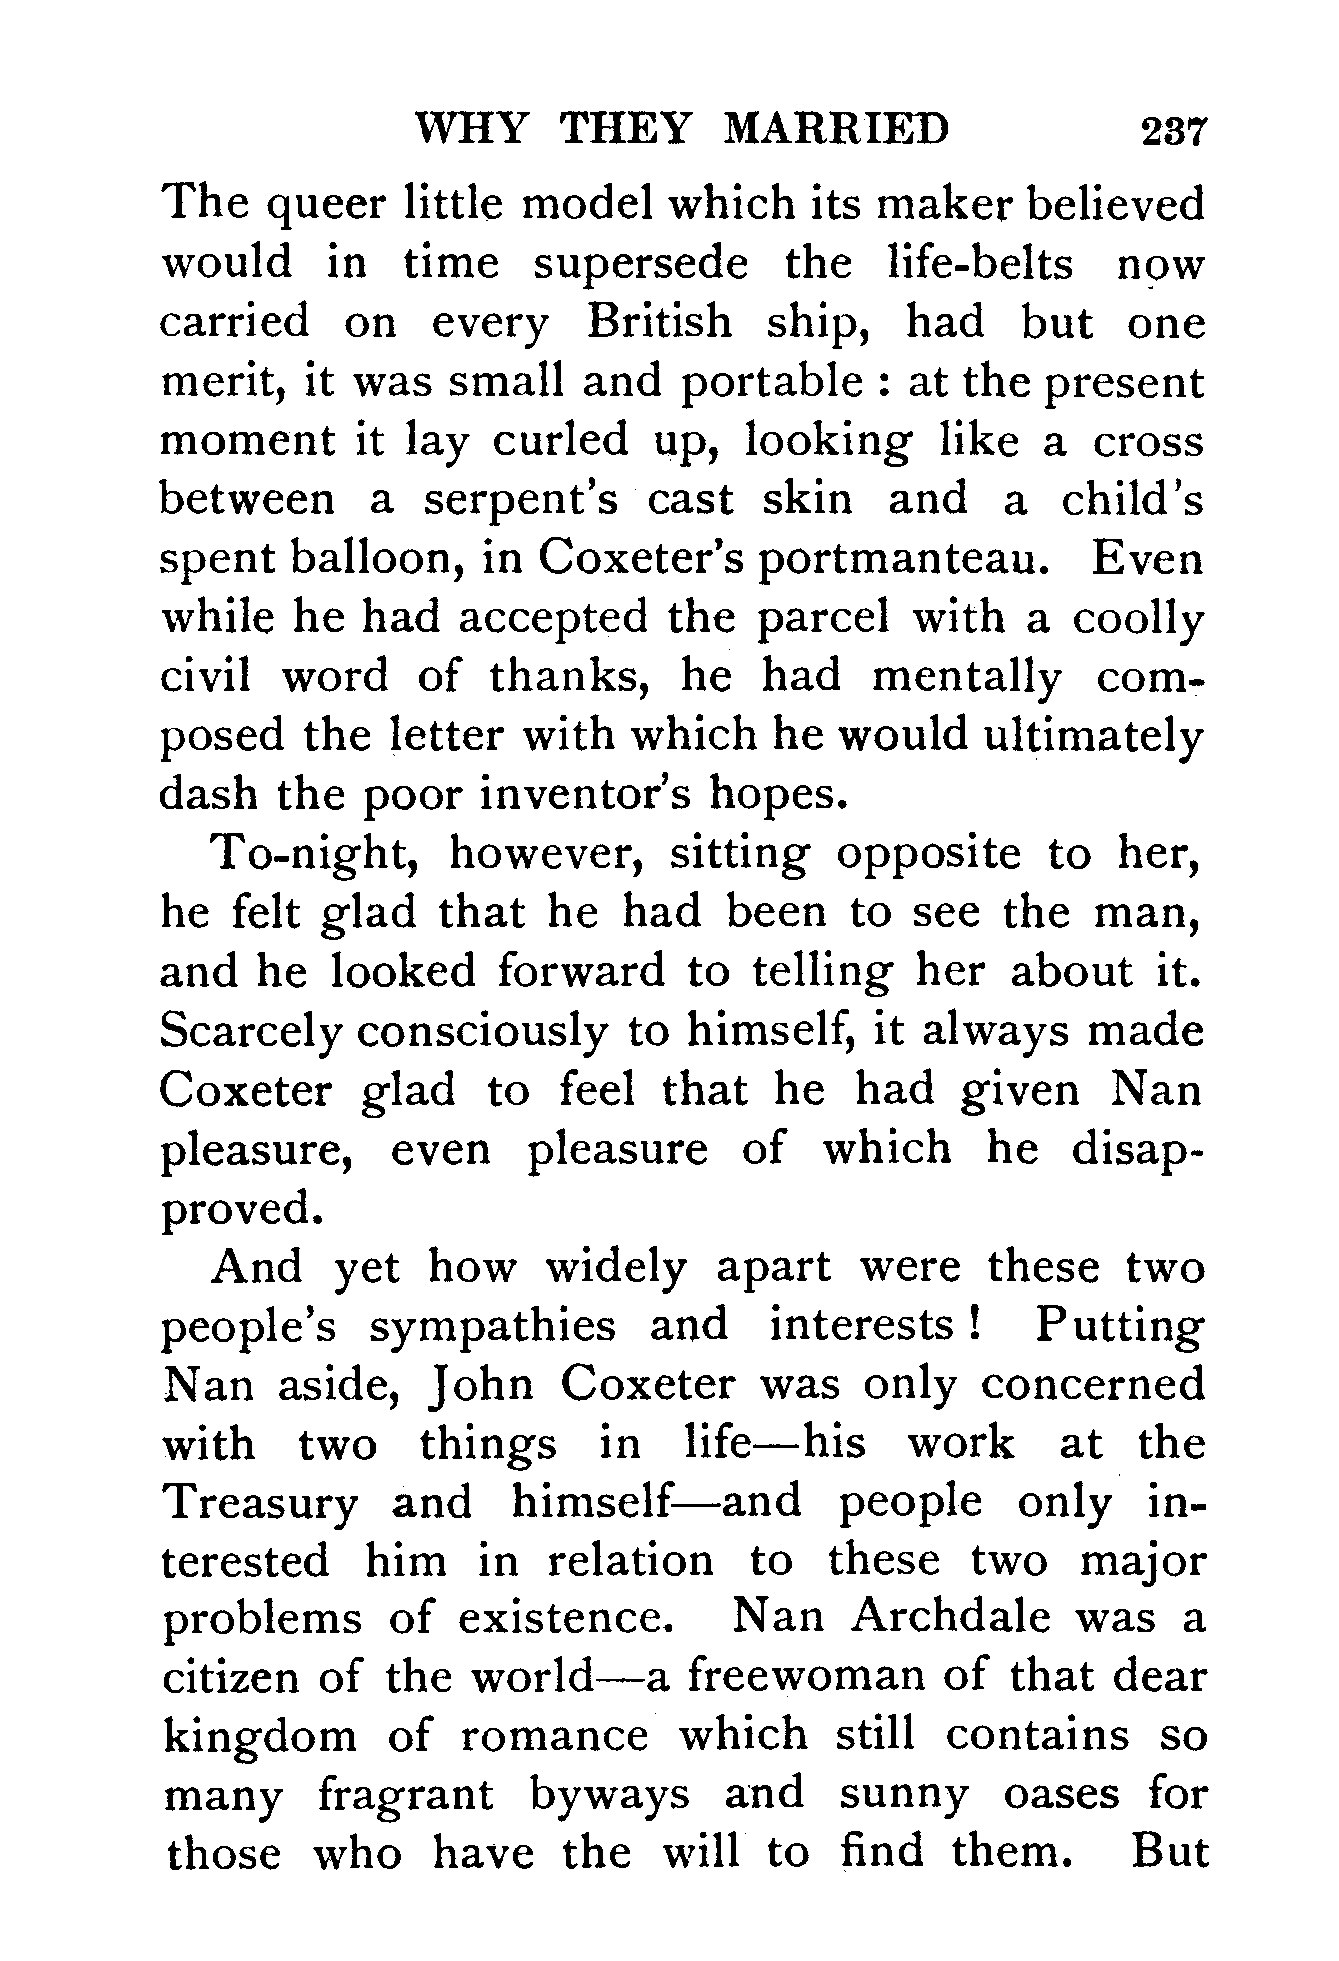 WHY THEY MARRIED 237
The queer little model which its maker believed
would in time supersede the life-belts now
carried on every British ship, had but one
merit, it was small and portable : at the present
moment it lay curled up, looking like a cross
between a serpent's cast skin and a child's
spent balloon, in Coxeter's portmanteau. Even
while he had accepted the parcel with a coolly
civil word of thanks, he had mentally com-
posed the letter with which he would ultimately
dash the poor inventor's hopes.
To-night, however, sitting opposite to her,
he felt glad that he had been to see the man,
and he looked forward to telling her about it.
Scarcely consciously to himself, it always made
Coxeter glad to feel that he had given Nan
pleasure, even pleasure of which he disap-
proved.
And yet how widely apart were these two
people's sympathies and interests ! Putting
Nan aside, John Coxeter was only concerned
with two things in life—his work at the
Treasury and himself—and people only in-
terested him in relation to these two major
problems of existence. Nan Archdale was a
citizen of the world—a freewoman of that dear
kingdom of romance which still contains so
many fragrant byways and sunny oases for
those who have the will to find them. But